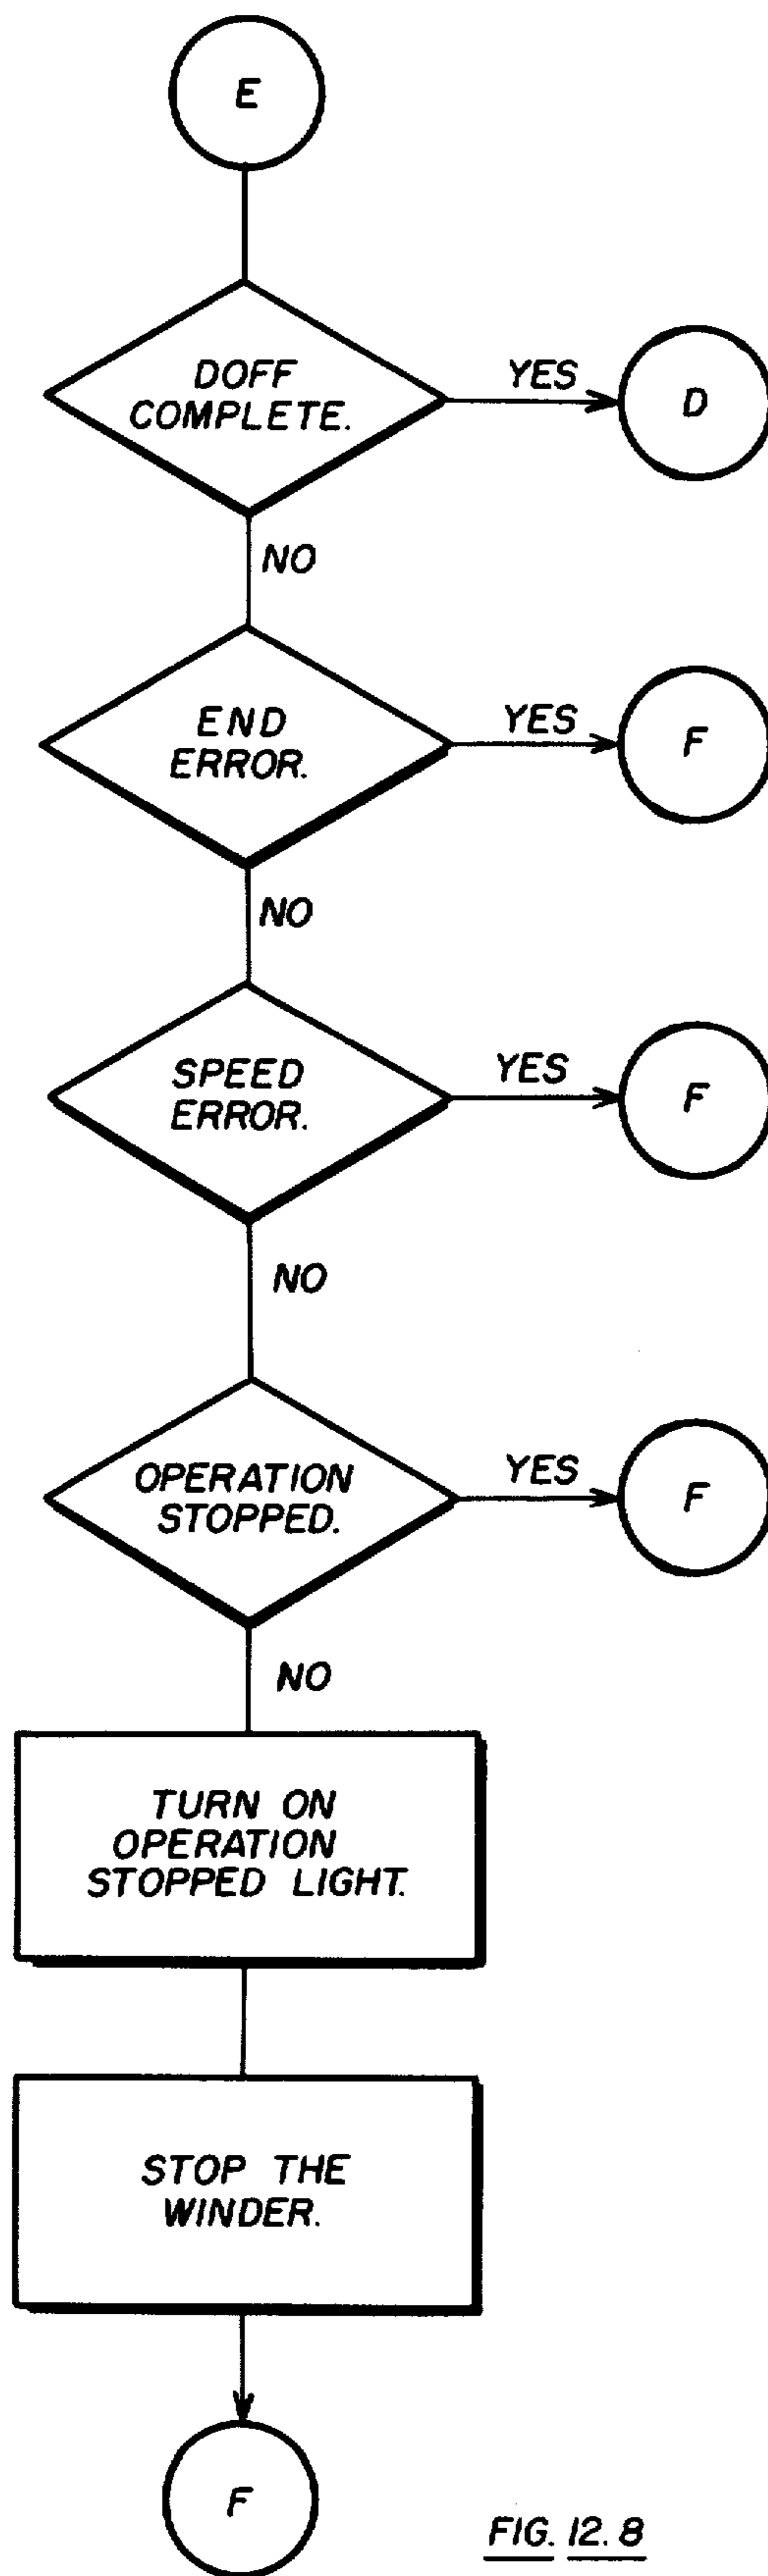 E
DOFF
COMPLETE.
YES
D
NO
END
ERROR.
YES
F
NO
SPEED
ERROR.
YES
F
NO
OPERATION
STOPPED.
YES
F
NO
TURN ON
OPERATION
STOPPED LIGHT.
STOP THE
WINDER.
F
FIG. 12.8